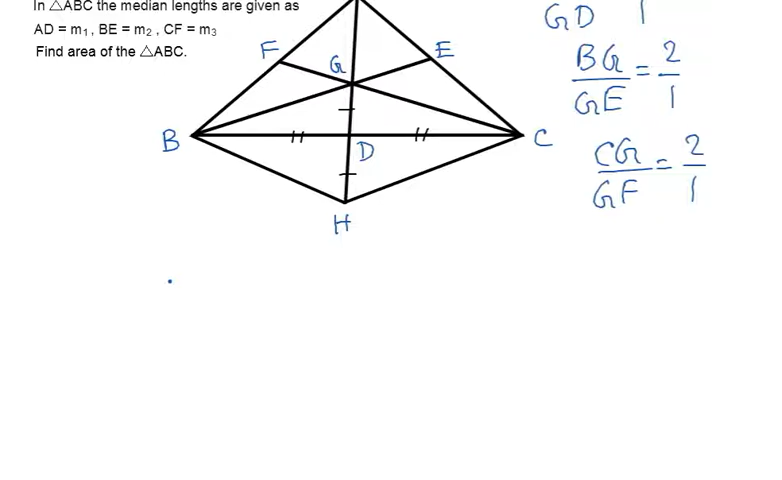 In △ABC the median lengths are given as
AD = m₁ , BE = m₂ , CF = m₃
Find area of the △ABC.
GD 1
BG/GE = 2/1
CG/GF = 2/1
F
G
E
B
D
C
H